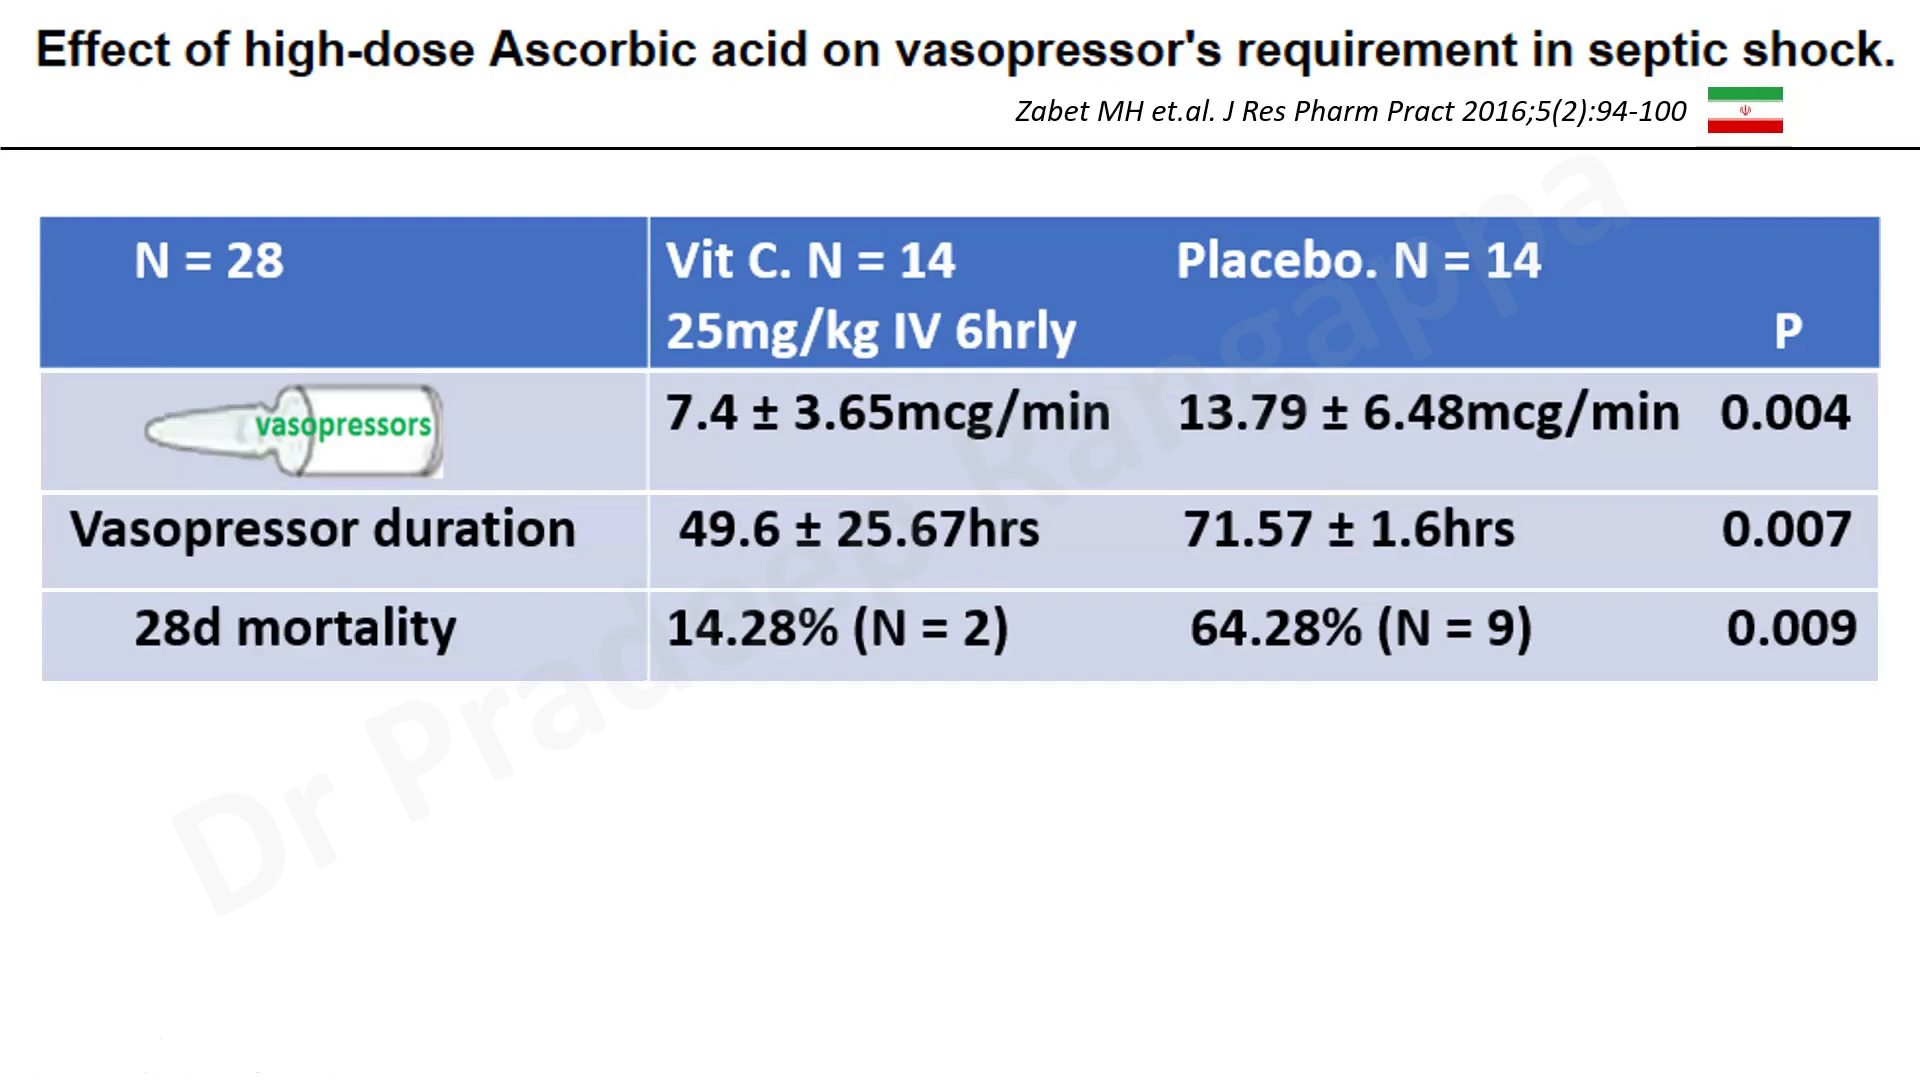 Effect of high-dose Ascorbic acid on vasopressor's requirement in septic shock.
Zabet MH et.al. J Res Pharm Pract 2016;5(2):94-100
N = 28 Vit C. N = 14 Placebo. N = 14
25mg/kg IV 6hrly P
vasopressors 7.4 ± 3.65mcg/min 13.79 ± 6.48mcg/min 0.004
Vasopressor duration 49.6 ± 25.67hrs 71.57 ± 1.6hrs 0.007
28d mortality 14.28% (N = 2) 64.28% (N = 9) 0.009
Dr Pradeep Rangappa